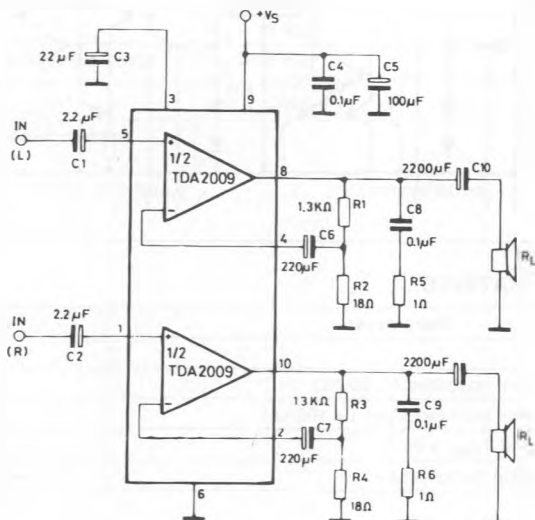 +VS
22µF
C3
C4
0.1µF
C5
100µF
3
9
IN
(L)
2.2µF
C1
5
+
1/2
TDA2009
−
8
2200µF
C10
1.3KΩ
R1
C8
0.1µF
4
C6
220µF
R2
18Ω
R5
1Ω
RL
IN
(R)
2.2µF
C2
1
+
1/2
TDA2009
−
10
2200µF
13KΩ
R3
C9
0,1µF
2
C7
220µF
R4
18Ω
R6
1Ω
RL
6